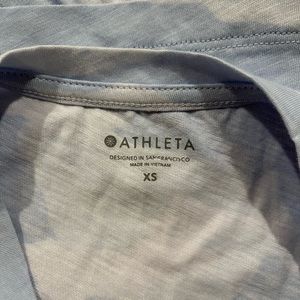 ATHLETA
DESIGNED IN SAN FRANCISCO
MADE IN VIETNAM
XS